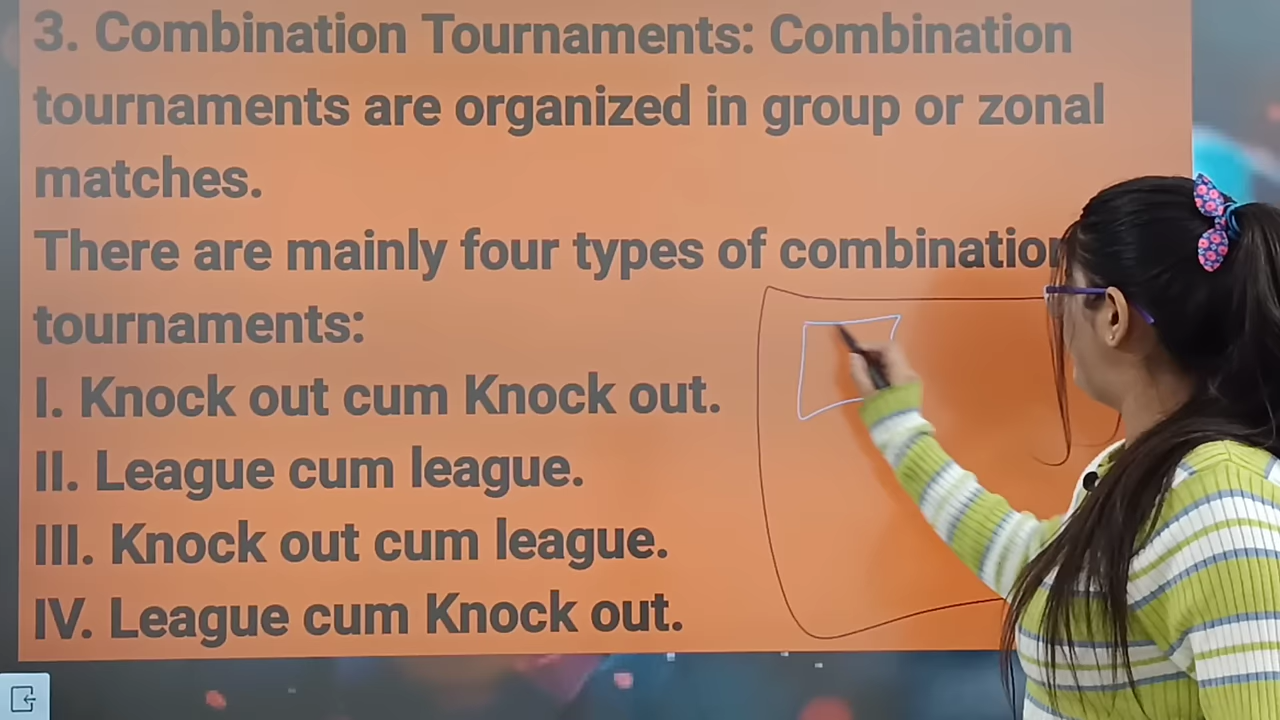 3. Combination Tournaments: Combination
tournaments are organized in group or zonal
matches.
There are mainly four types of combination
tournaments:
I. Knock out cum Knock out.
II. League cum league.
III. Knock out cum league.
IV. League cum Knock out.